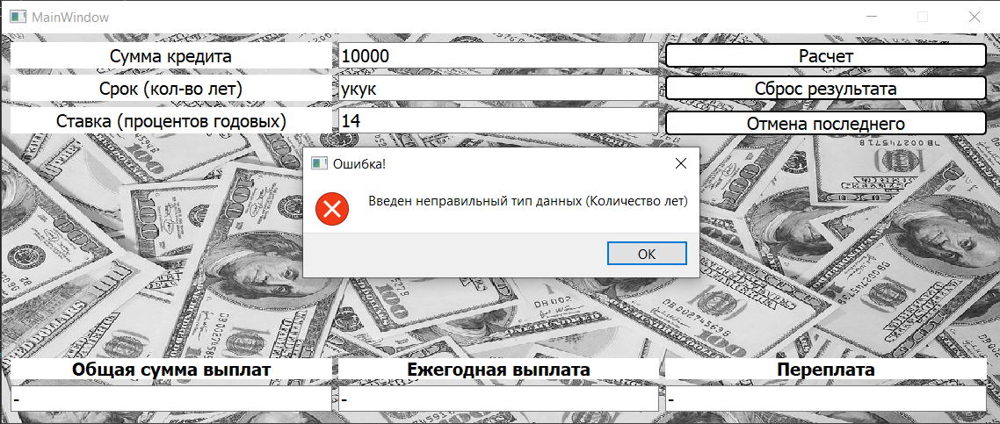 MainWindow
Сумма кредита
10000
Расчет
Срок (кол-во лет)
укук
Сброс результата
Ставка (процентов годовых)
14
Отмена последнего
Ошибка!
Введен неправильный тип данных (Количество лет)
OK
Общая сумма выплат
Ежегодная выплата
Переплата
-
-
-